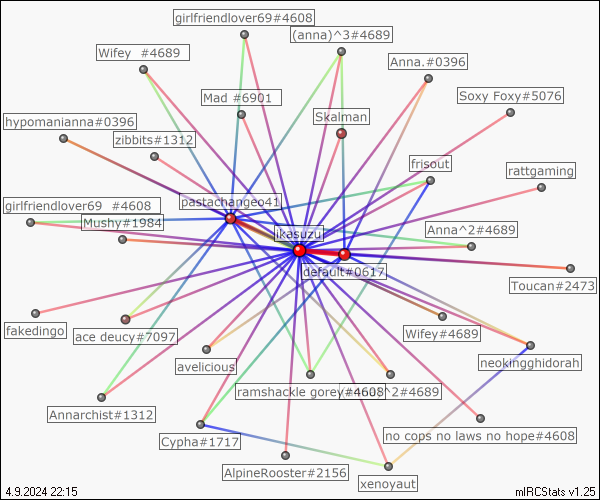 girlfriendlover69#4608
(anna)^3#4689
Wifey #4689
Anna.#0396
Soxy Foxy#5076
Mad #6901
Skalman
hypomanianna#0396
zibbits#1312
frisout
rattgaming
pastachangeo41
girlfriendlover69 #4608
Mushy#1984
ikasuzu
Anna^2#4689
default#0617
Toucan#2473
fakedingo
ace deucy#7097
Wifey#4689
avelicious
neokingghidorah
ramshackle gorey#4608
^2#4689
Annarchist#1312
Cypha#1717
no cops no laws no hope#4608
AlpineRooster#2156
xenoyaut
4.9.2024 22:15
mIRCStats v1.25